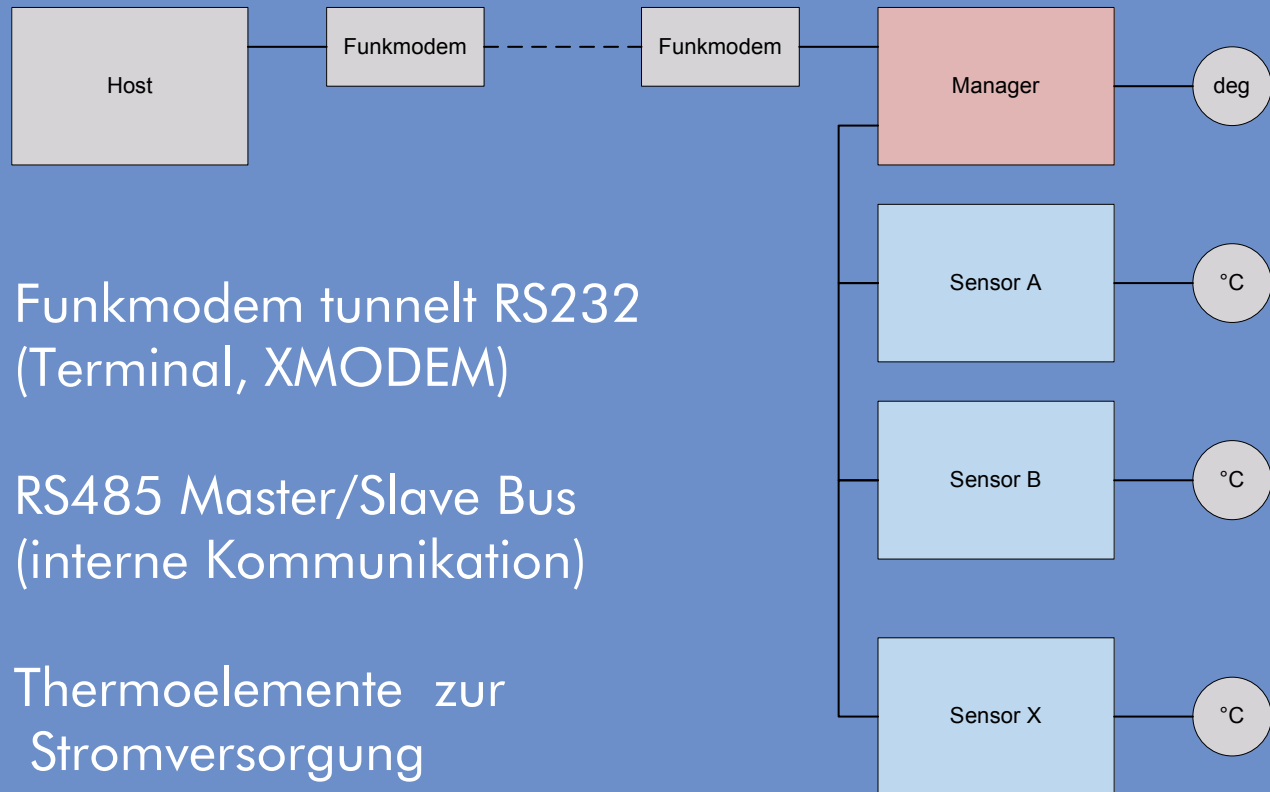 Host
Funkmodem
Funkmodem
Manager
deg
Sensor A
°C
Sensor B
°C
Sensor X
°C
Funkmodem tunnelt RS232
(Terminal, XMODEM)
RS485 Master/Slave Bus
(interne Kommunikation)
Thermoelemente zur
Stromversorgung